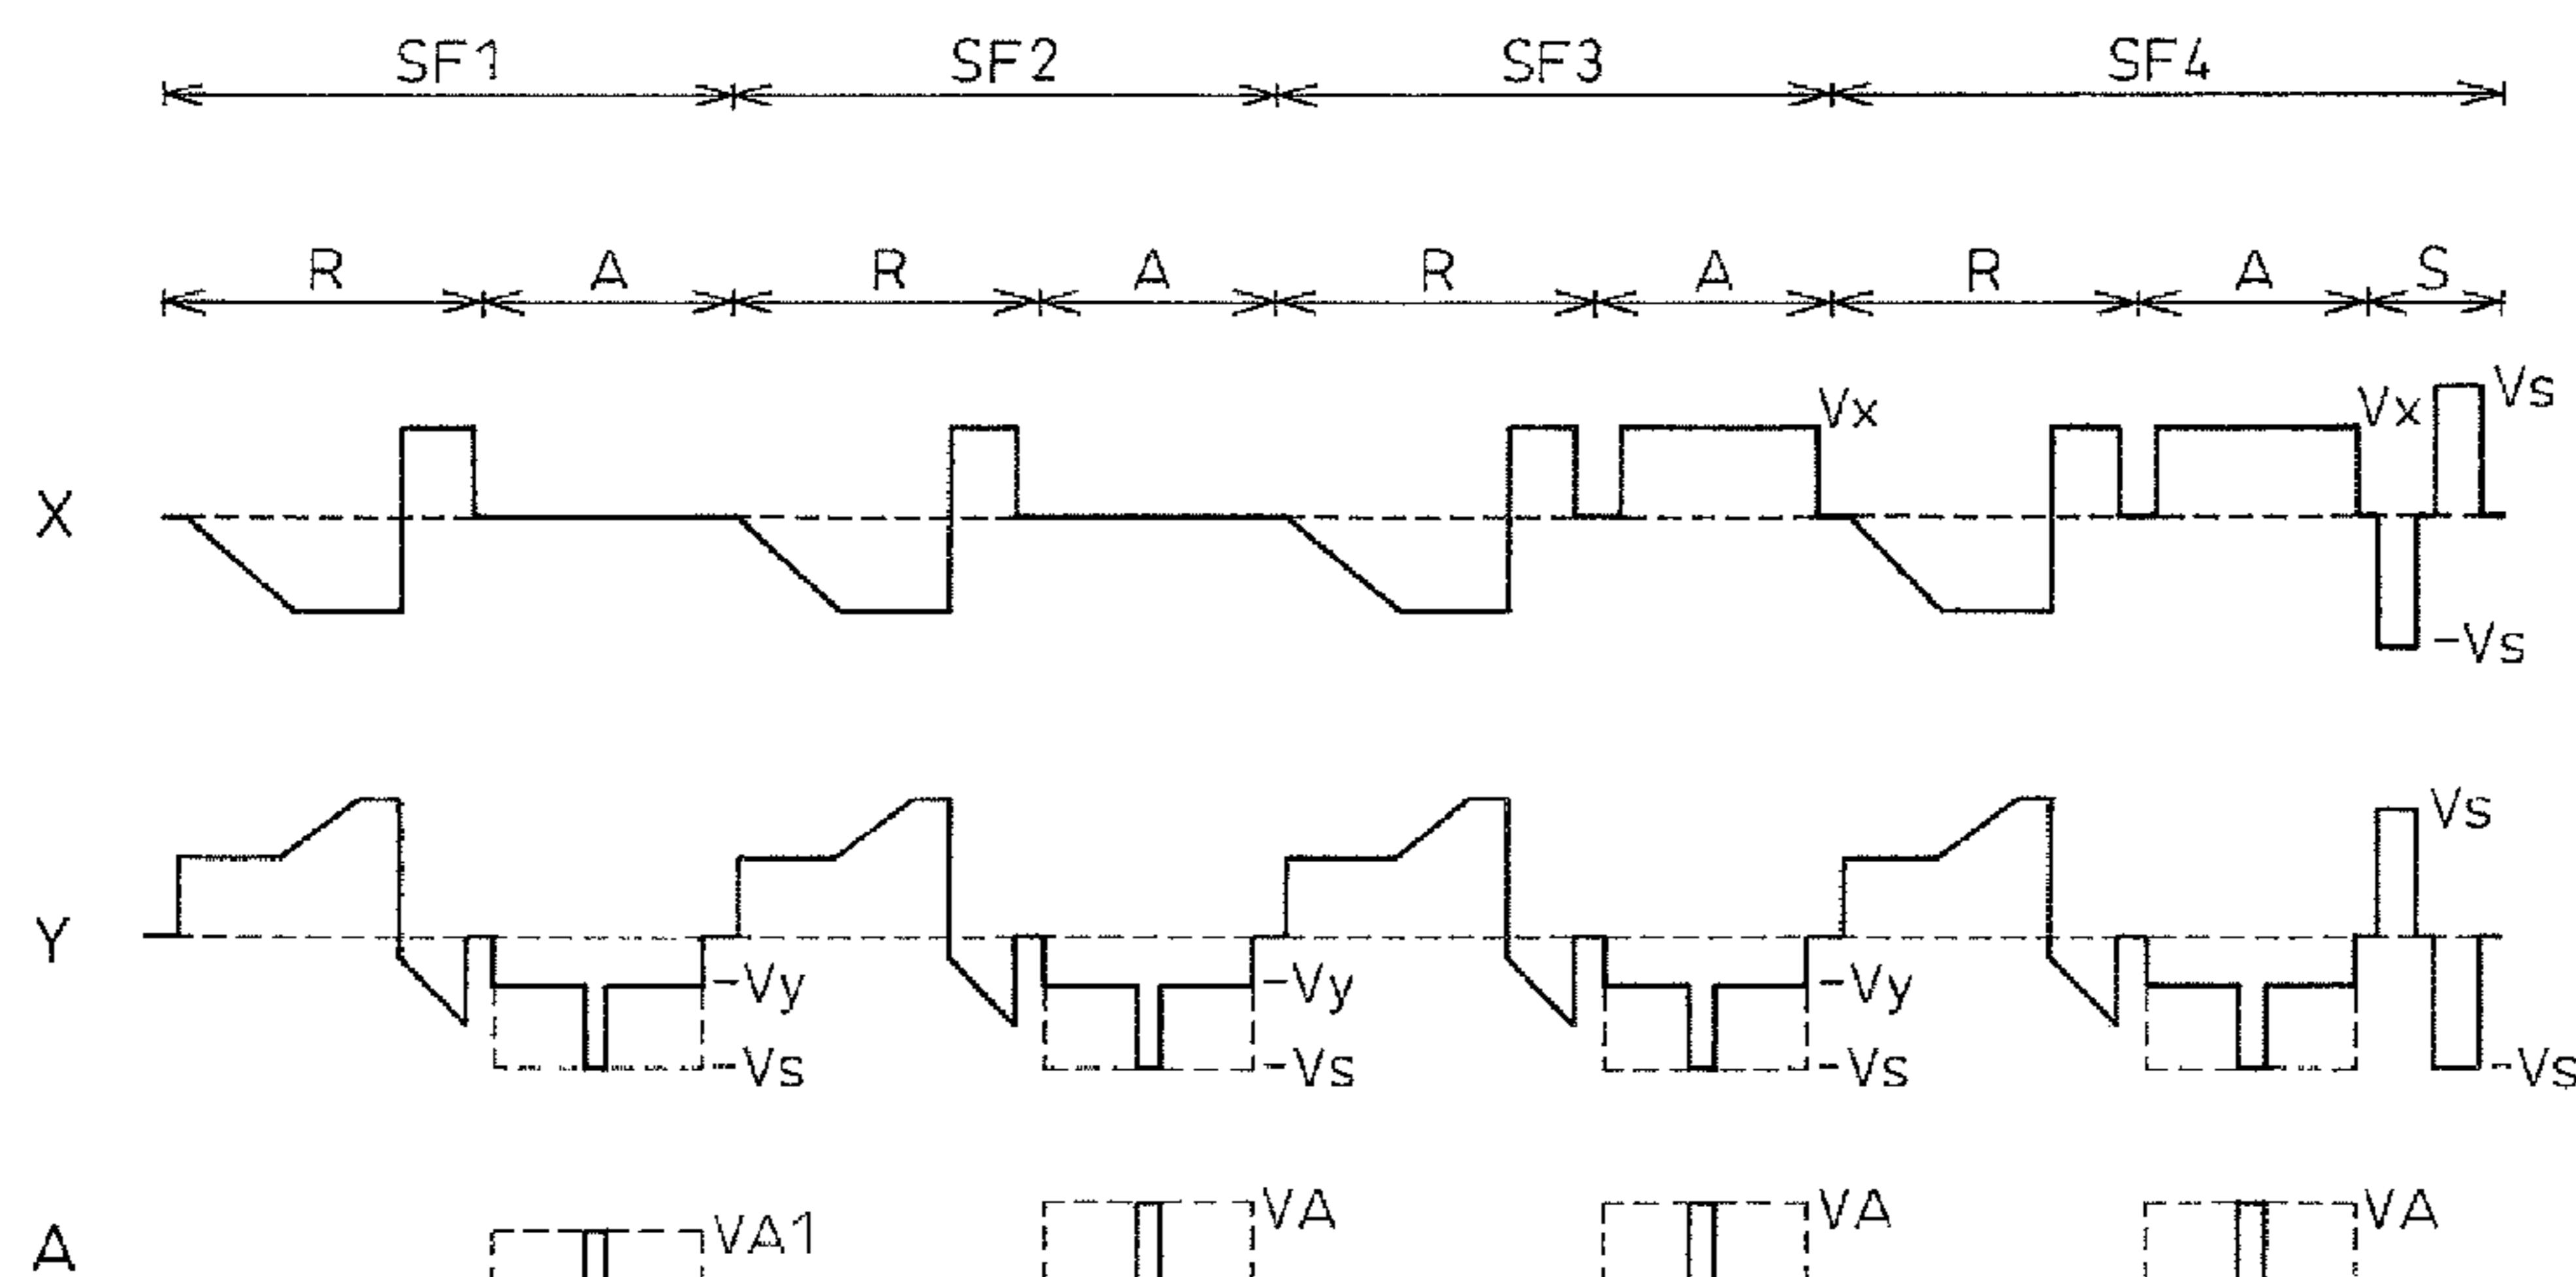 SF1 SF2 SF3 SF4
R A R A R A R A S
Vx Vx Vs
X
-Vs
Vs
Y
-Vy -Vy -Vy
-Vs -Vs -Vs -Vs
VA1 VA VA VA
A